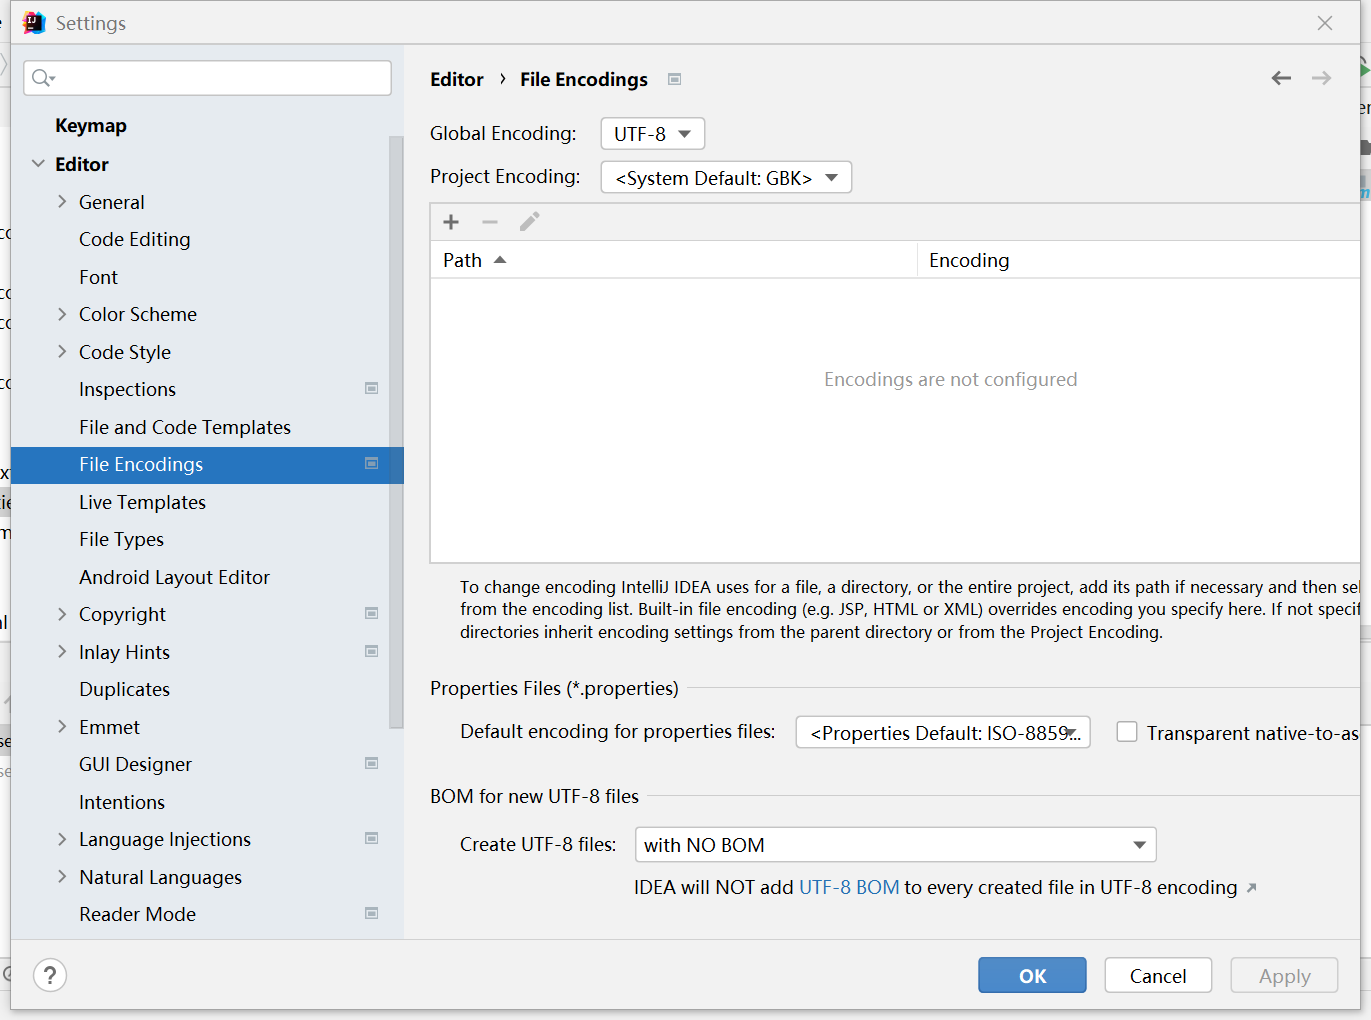 Settings
Keymap
Editor
General
Code Editing
Font
Color Scheme
Code Style
Inspections
File and Code Templates
File Encodings
Live Templates
File Types
Android Layout Editor
Copyright
Inlay Hints
Duplicates
Emmet
GUI Designer
Intentions
Language Injections
Natural Languages
Reader Mode
Editor › File Encodings
Global Encoding: UTF-8
Project Encoding: <System Default: GBK>
Path Encoding
Encodings are not configured
To change encoding IntelliJ IDEA uses for a file, a directory, or the entire project, add its path if necessary and then sel
from the encoding list. Built-in file encoding (e.g. JSP, HTML or XML) overrides encoding you specify here. If not specif
directories inherit encoding settings from the parent directory or from the Project Encoding.
Properties Files (*.properties)
Default encoding for properties files: <Properties Default: ISO-8859... Transparent native-to-as
BOM for new UTF-8 files
Create UTF-8 files: with NO BOM
IDEA will NOT add UTF-8 BOM to every created file in UTF-8 encoding
? OK Cancel Apply